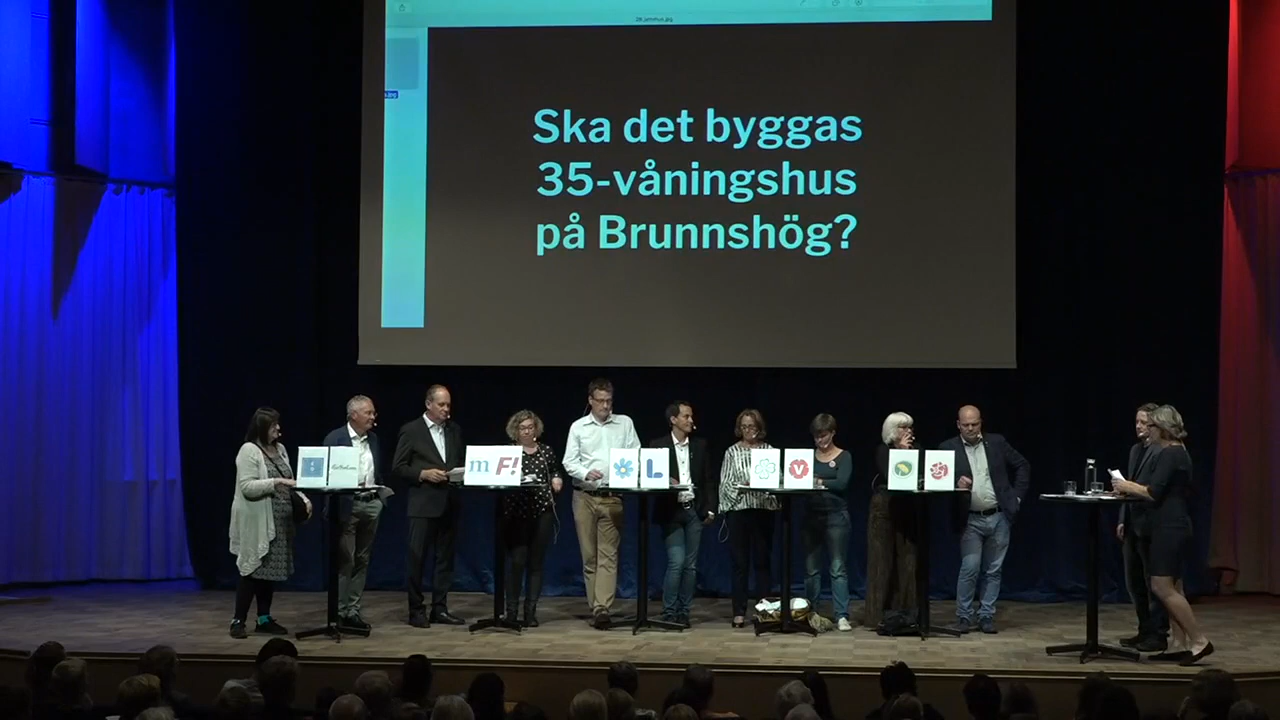 Ska det byggas
35-våningshus
på Brunnshög?
m F!
L
V